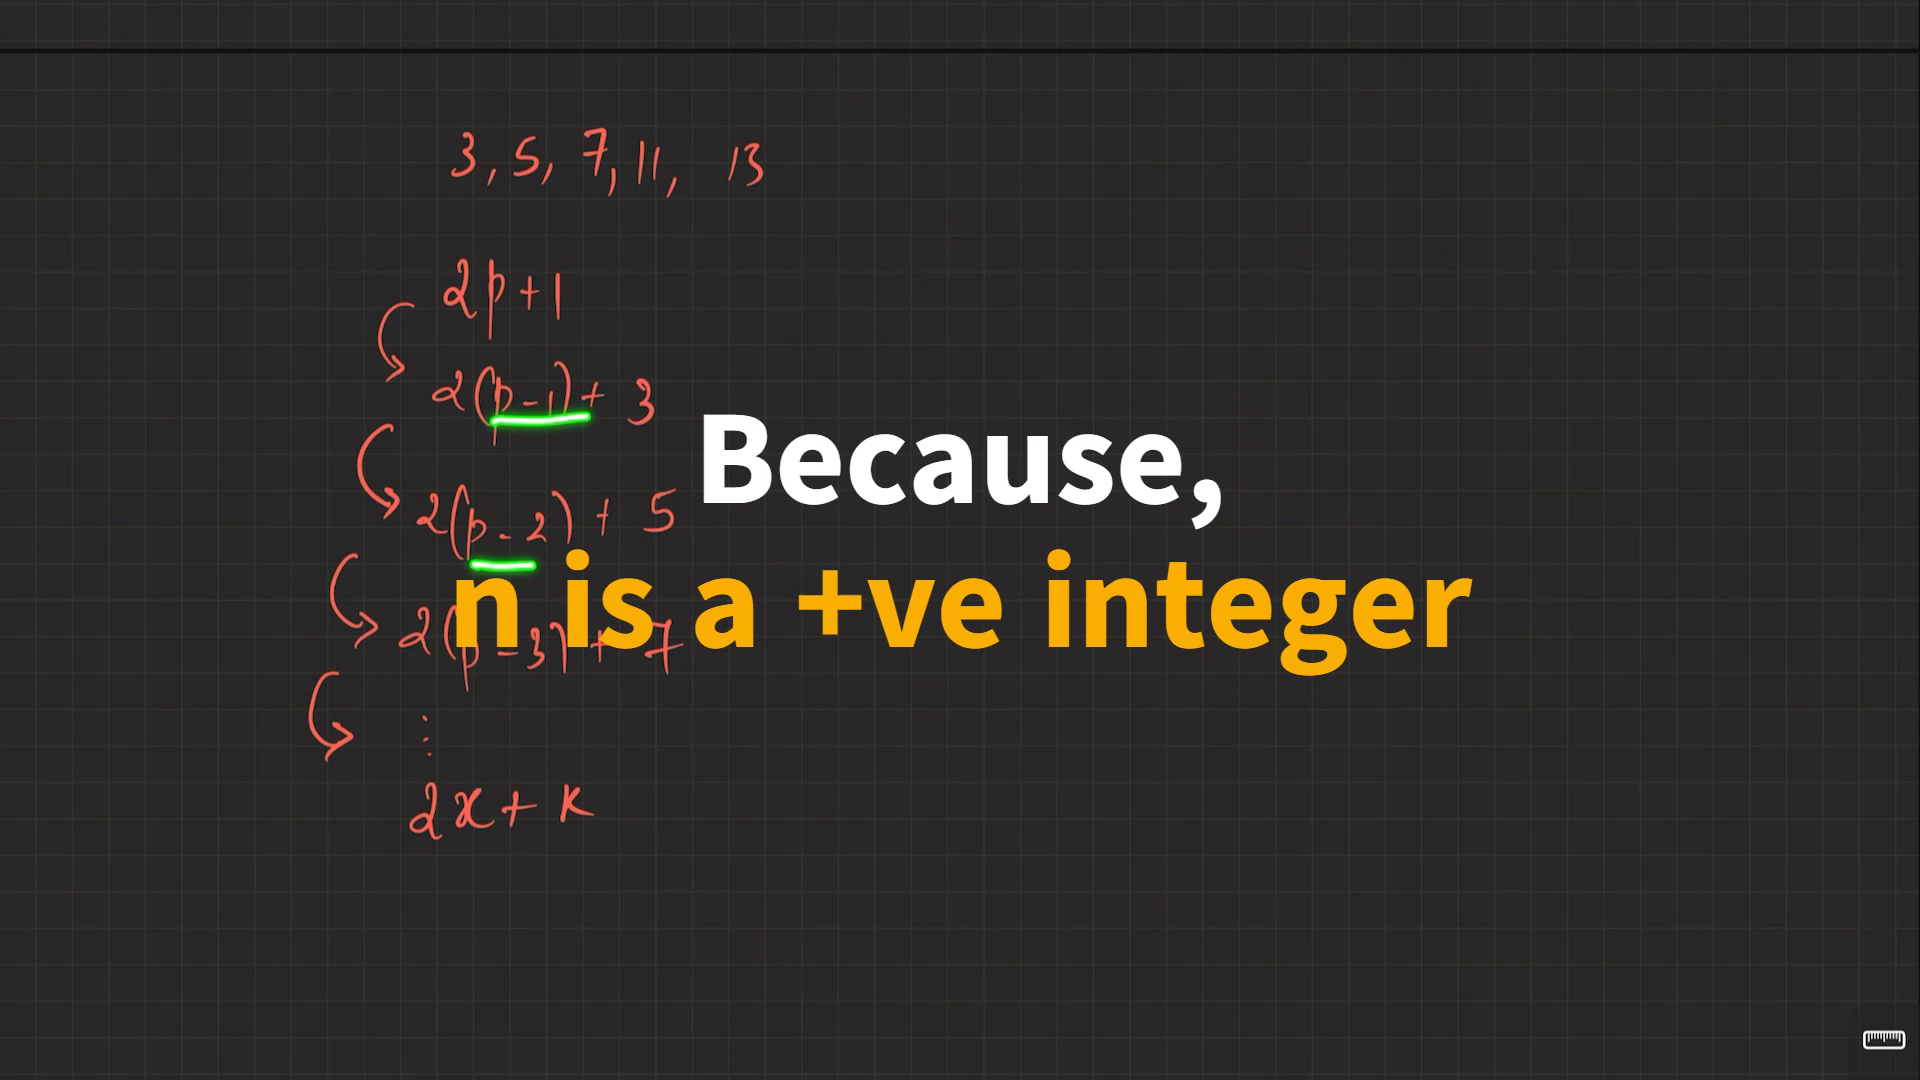 3, 5, 7, 11, 13
2p+1
2(p-1)+ 3
2(p-2) + 5
Because,
n is a +ve integer
2(p-3) + 7
⋮
2x + k